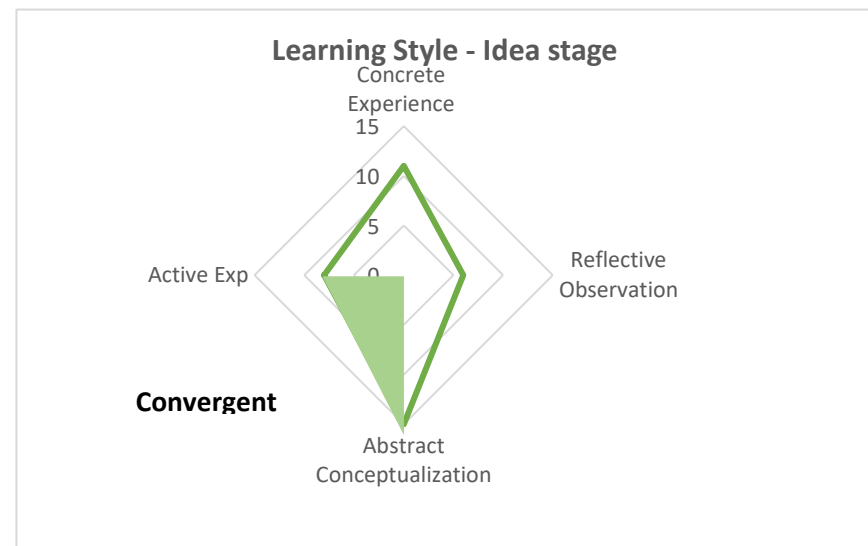 Learning Style - Idea stage
Concrete
Experience
15
10
5
0
Active Exp
Reflective
Observation
Convergent
Abstract
Conceptualization